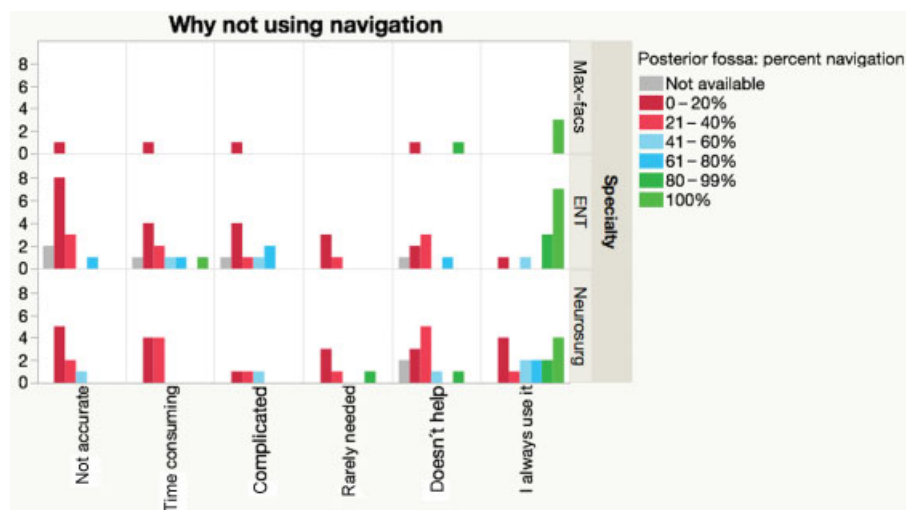 Why not using navigation
8
6
4
2
0
Max-facs
8
6
4
2
0
ENT
8
6
4
2
0
Neurosurg
Specialty
Not accurate
Time consuming
Complicated
Rarely needed
Doesn´t help
I always use it
Posterior fossa: percent navigation
Not available
0 – 20%
21 – 40%
41 – 60%
61 – 80%
80 – 99%
100%